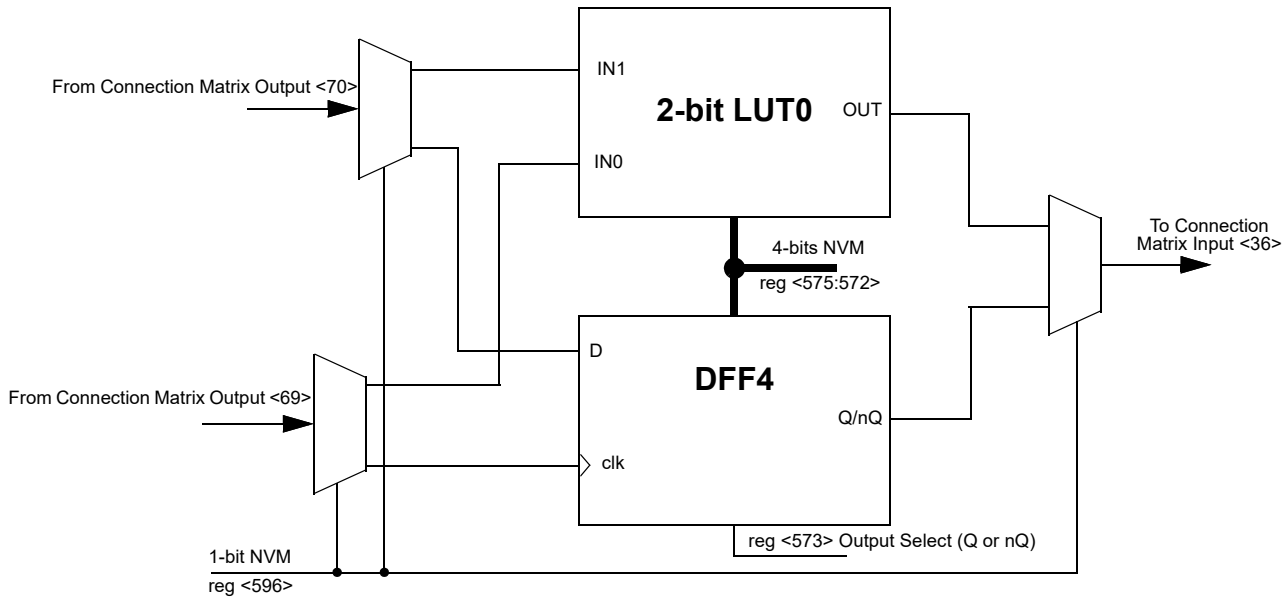 From Connection Matrix Output <70>
IN1
2-bit LUT0
OUT
IN0
To Connection
Matrix Input <36>
4-bits NVM
reg <575:572>
D
DFF4
From Connection Matrix Output <69>
Q/nQ
clk
reg <573> Output Select (Q or nQ)
1-bit NVM
reg <596>